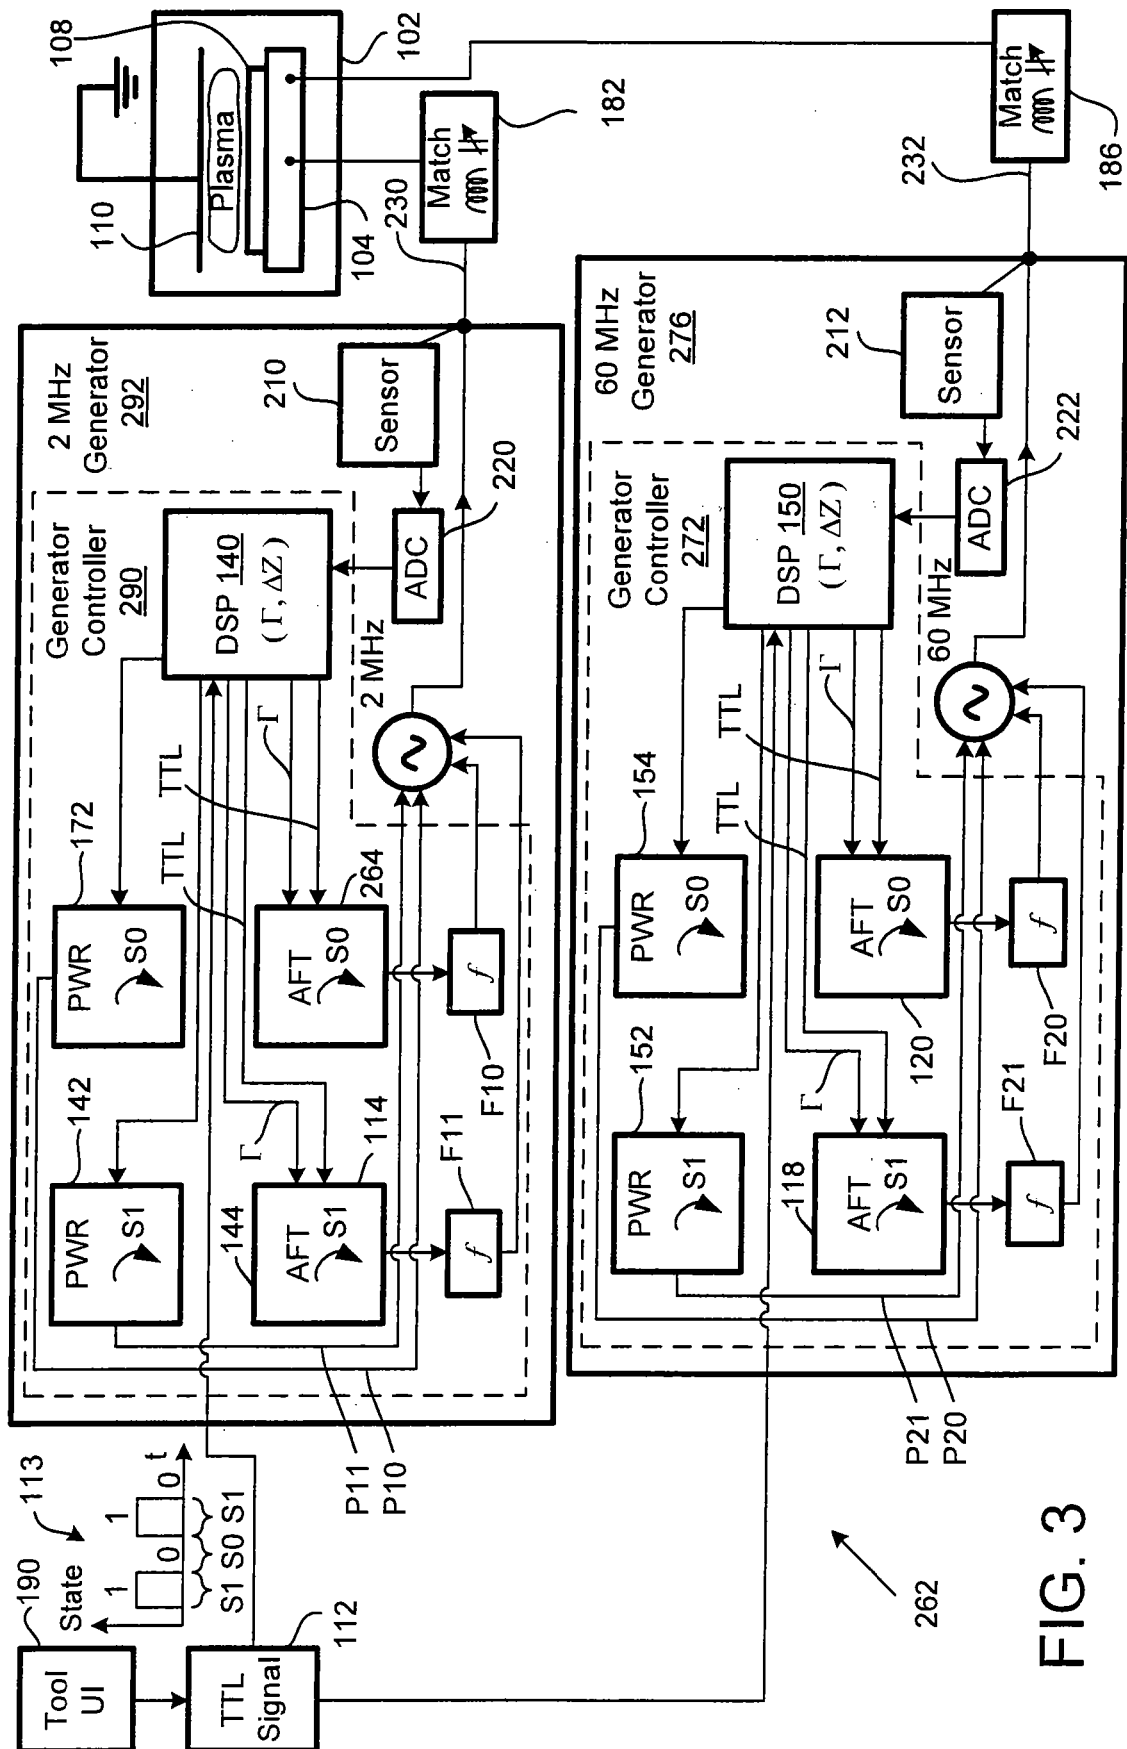 Tool
UI
190
TTL
Signal
112
State
113
1
0
1
0
t
S1 S0 S1
2 MHz
Generator
292
Generator
Controller
290
PWR
S1
142
PWR
S0
172
DSP 140
(Γ, ΔZ)
TTL
TTL
Γ
Γ
AFT
S1
144
114
AFT
S0
264
f
F11
f
F10
P11
P10
2 MHz
ADC
220
Sensor
210
230
Match
182
110
Plasma
108
102
104
60 MHz
Generator
276
Generator
Controller
272
PWR
S1
152
PWR
S0
154
DSP 150
(Γ, ΔZ)
TTL
TTL
Γ
Γ
AFT
S1
118
AFT
S0
120
f
F21
f
F20
P21
P20
60 MHz
ADC
222
Sensor
212
232
Match
186
262
FIG. 3